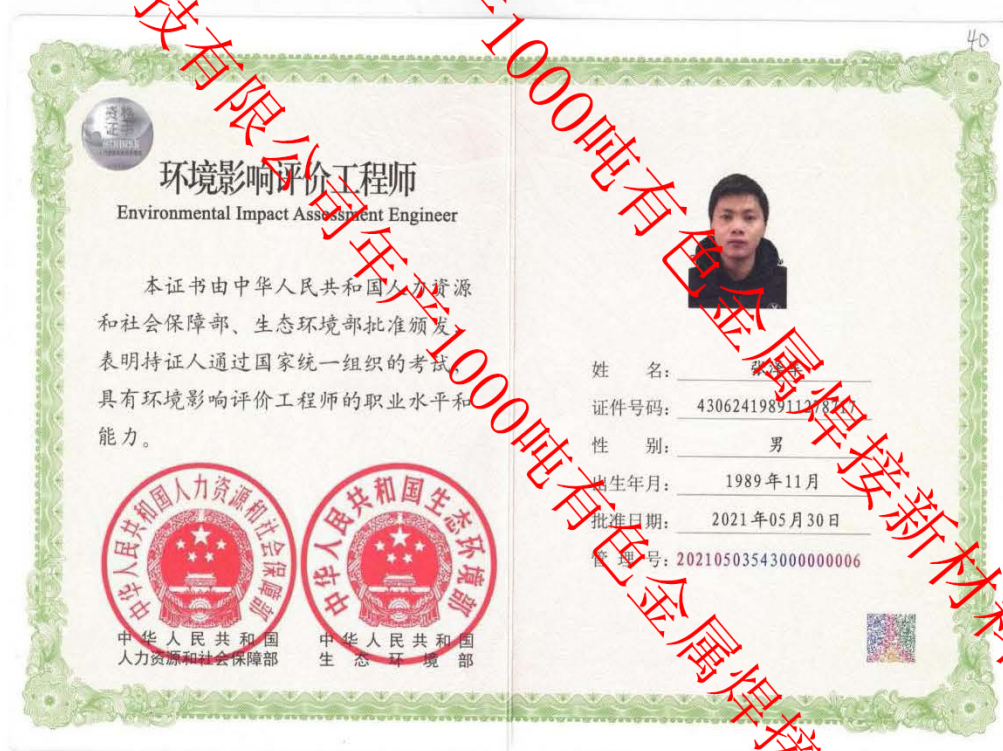 40
资格
证书
环境影响评价工程师
Environmental Impact Assessment Engineer
本证书由中华人民共和国人力资源
和社会保障部、生态环境部批准颁发，
表明持证人通过国家统一组织的考试，
具有环境影响评价工程师的职业水平和
能力。
中华人民共和国人力资源和社会保障部
中华人民共和国生态环境部
中华人民共和国
人力资源和社会保障部
中华人民共和国
生态环境部
姓 名：张
证件号码：
性 别：男
出生年月：1989年11月
批准日期：2021年05月30日
管 理 号：20210503543000000006
技有限公司年产1000吨有色金属焊接
产1000吨有色金属焊接新材料